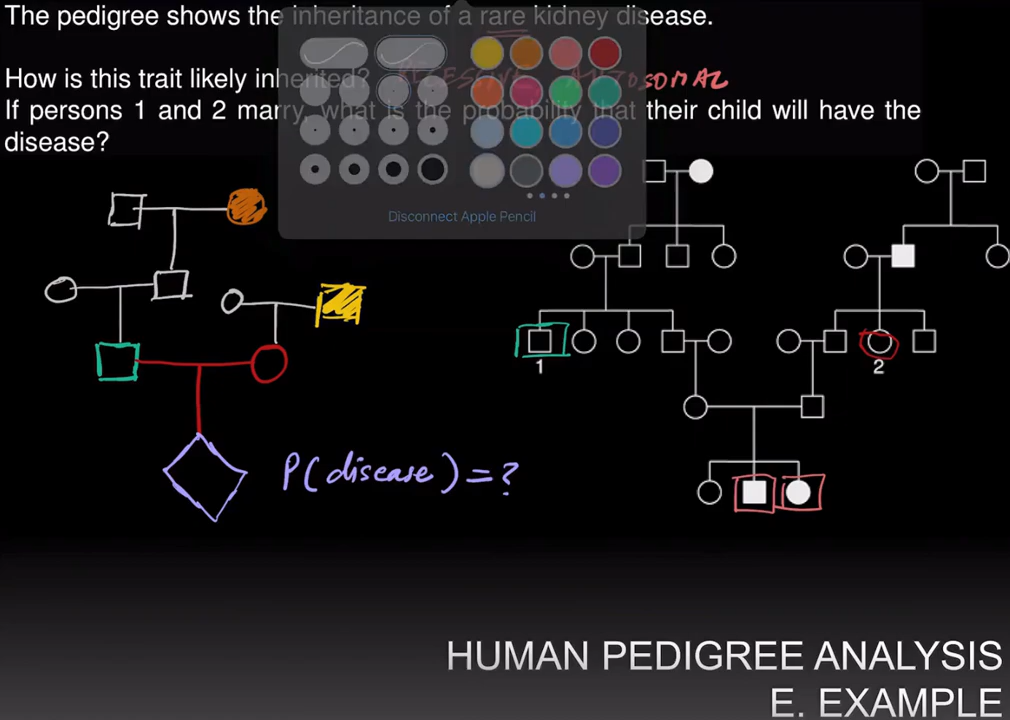 The pedigree shows the inheritance of a rare kidney disease.
How is this trait likely inherited? RECESSIVE AUTOSOMAL
If persons 1 and 2 marry, what is the probability that their child will have the
disease?
Disconnect Apple Pencil
1
2
P(disease)=?
HUMAN PEDIGREE ANALYSIS
E. EXAMPLE